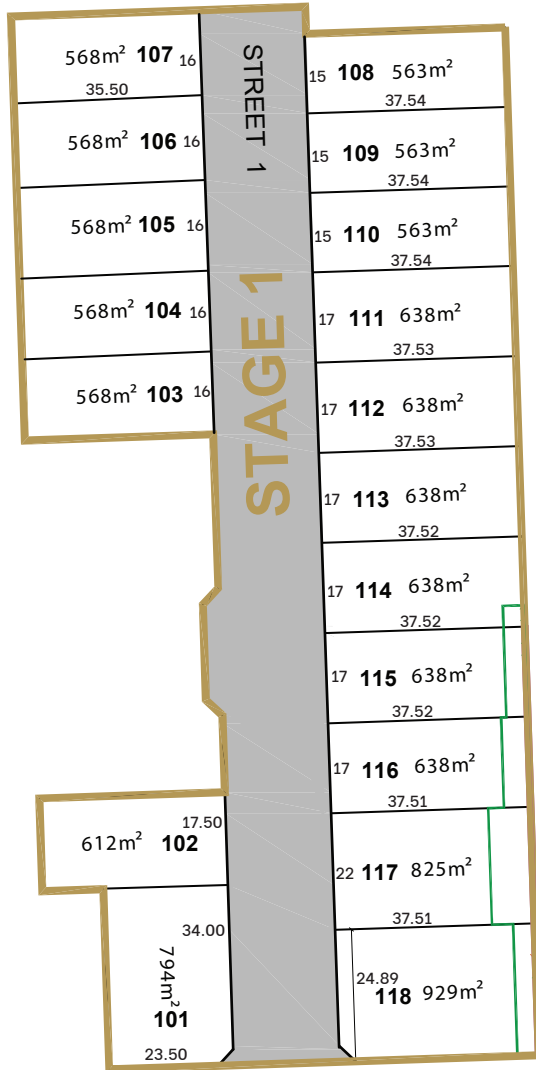 STREET 1
STAGE 1
568m² 107 16
35.50
568m² 106 16
568m² 105 16
568m² 104 16
568m² 103 16
17.50
612m² 102
34.00
794m²
101
23.50
15 108 563m²
37.54
15 109 563m²
37.54
15 110 563m²
37.54
17 111 638m²
37.53
17 112 638m²
37.53
17 113 638m²
37.52
17 114 638m²
37.52
17 115 638m²
37.52
17 116 638m²
37.51
22 117 825m²
37.51
24.89
118 929m²